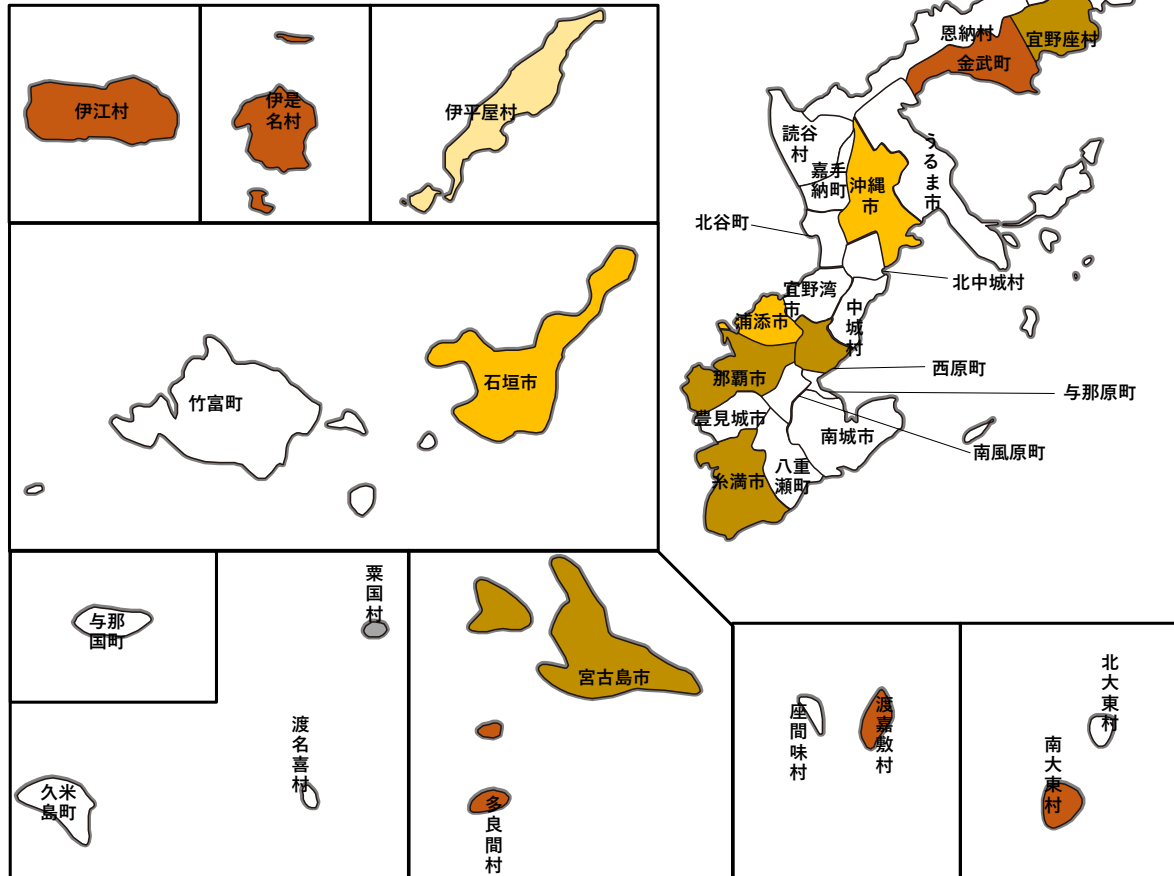 恩納村
宜野座村
金武町
伊江村
伊是
名村
伊平屋村
読谷
村
嘉手
納町
沖縄
市
うるま市
北谷町
北中城村
宜野湾
市
中城村
浦添市
西原町
那覇市
与那原町
豊見城市
南城市
南風原町
八重
瀬町
糸満市
石垣市
竹富町
与那
国町
粟国村
宮古島市
渡名喜村
久米
島町
多良間村
座間味村
渡嘉敷村
北大東村
南大東村